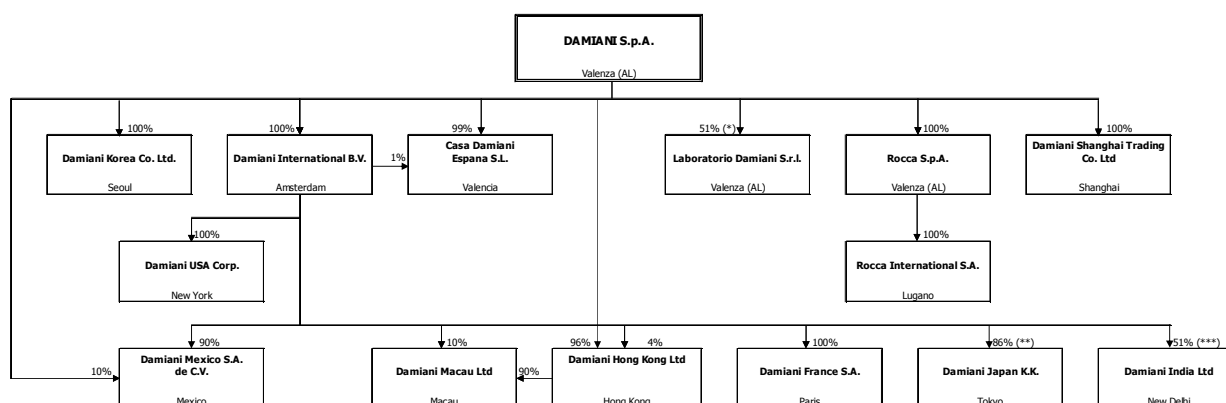 DAMIANI S.p.A.
Valenza (AL)
100%
100%
99%
51% (*)
100%
100%
Damiani Korea Co. Ltd.
Seoul
Damiani International B.V.
Amsterdam
1%
Casa Damiani
Espana S.L.
Valencia
Laboratorio Damiani S.r.l.
Valenza (AL)
Rocca S.p.A.
Valenza (AL)
Damiani Shanghai Trading
Co. Ltd
Shanghai
100%
100%
Damiani USA Corp.
New York
Rocca International S.A.
Lugano
90%
10%
96%
4%
100%
86% (**)
51% (***)
10%
Damiani Mexico S.A.
de C.V.
Mexico
Damiani Macau Ltd
Macau
90%
Damiani Hong Kong Ltd
Hong Kong
Damiani France S.A.
Paris
Damiani Japan K.K.
Tokyo
Damiani India Ltd
New Delhi